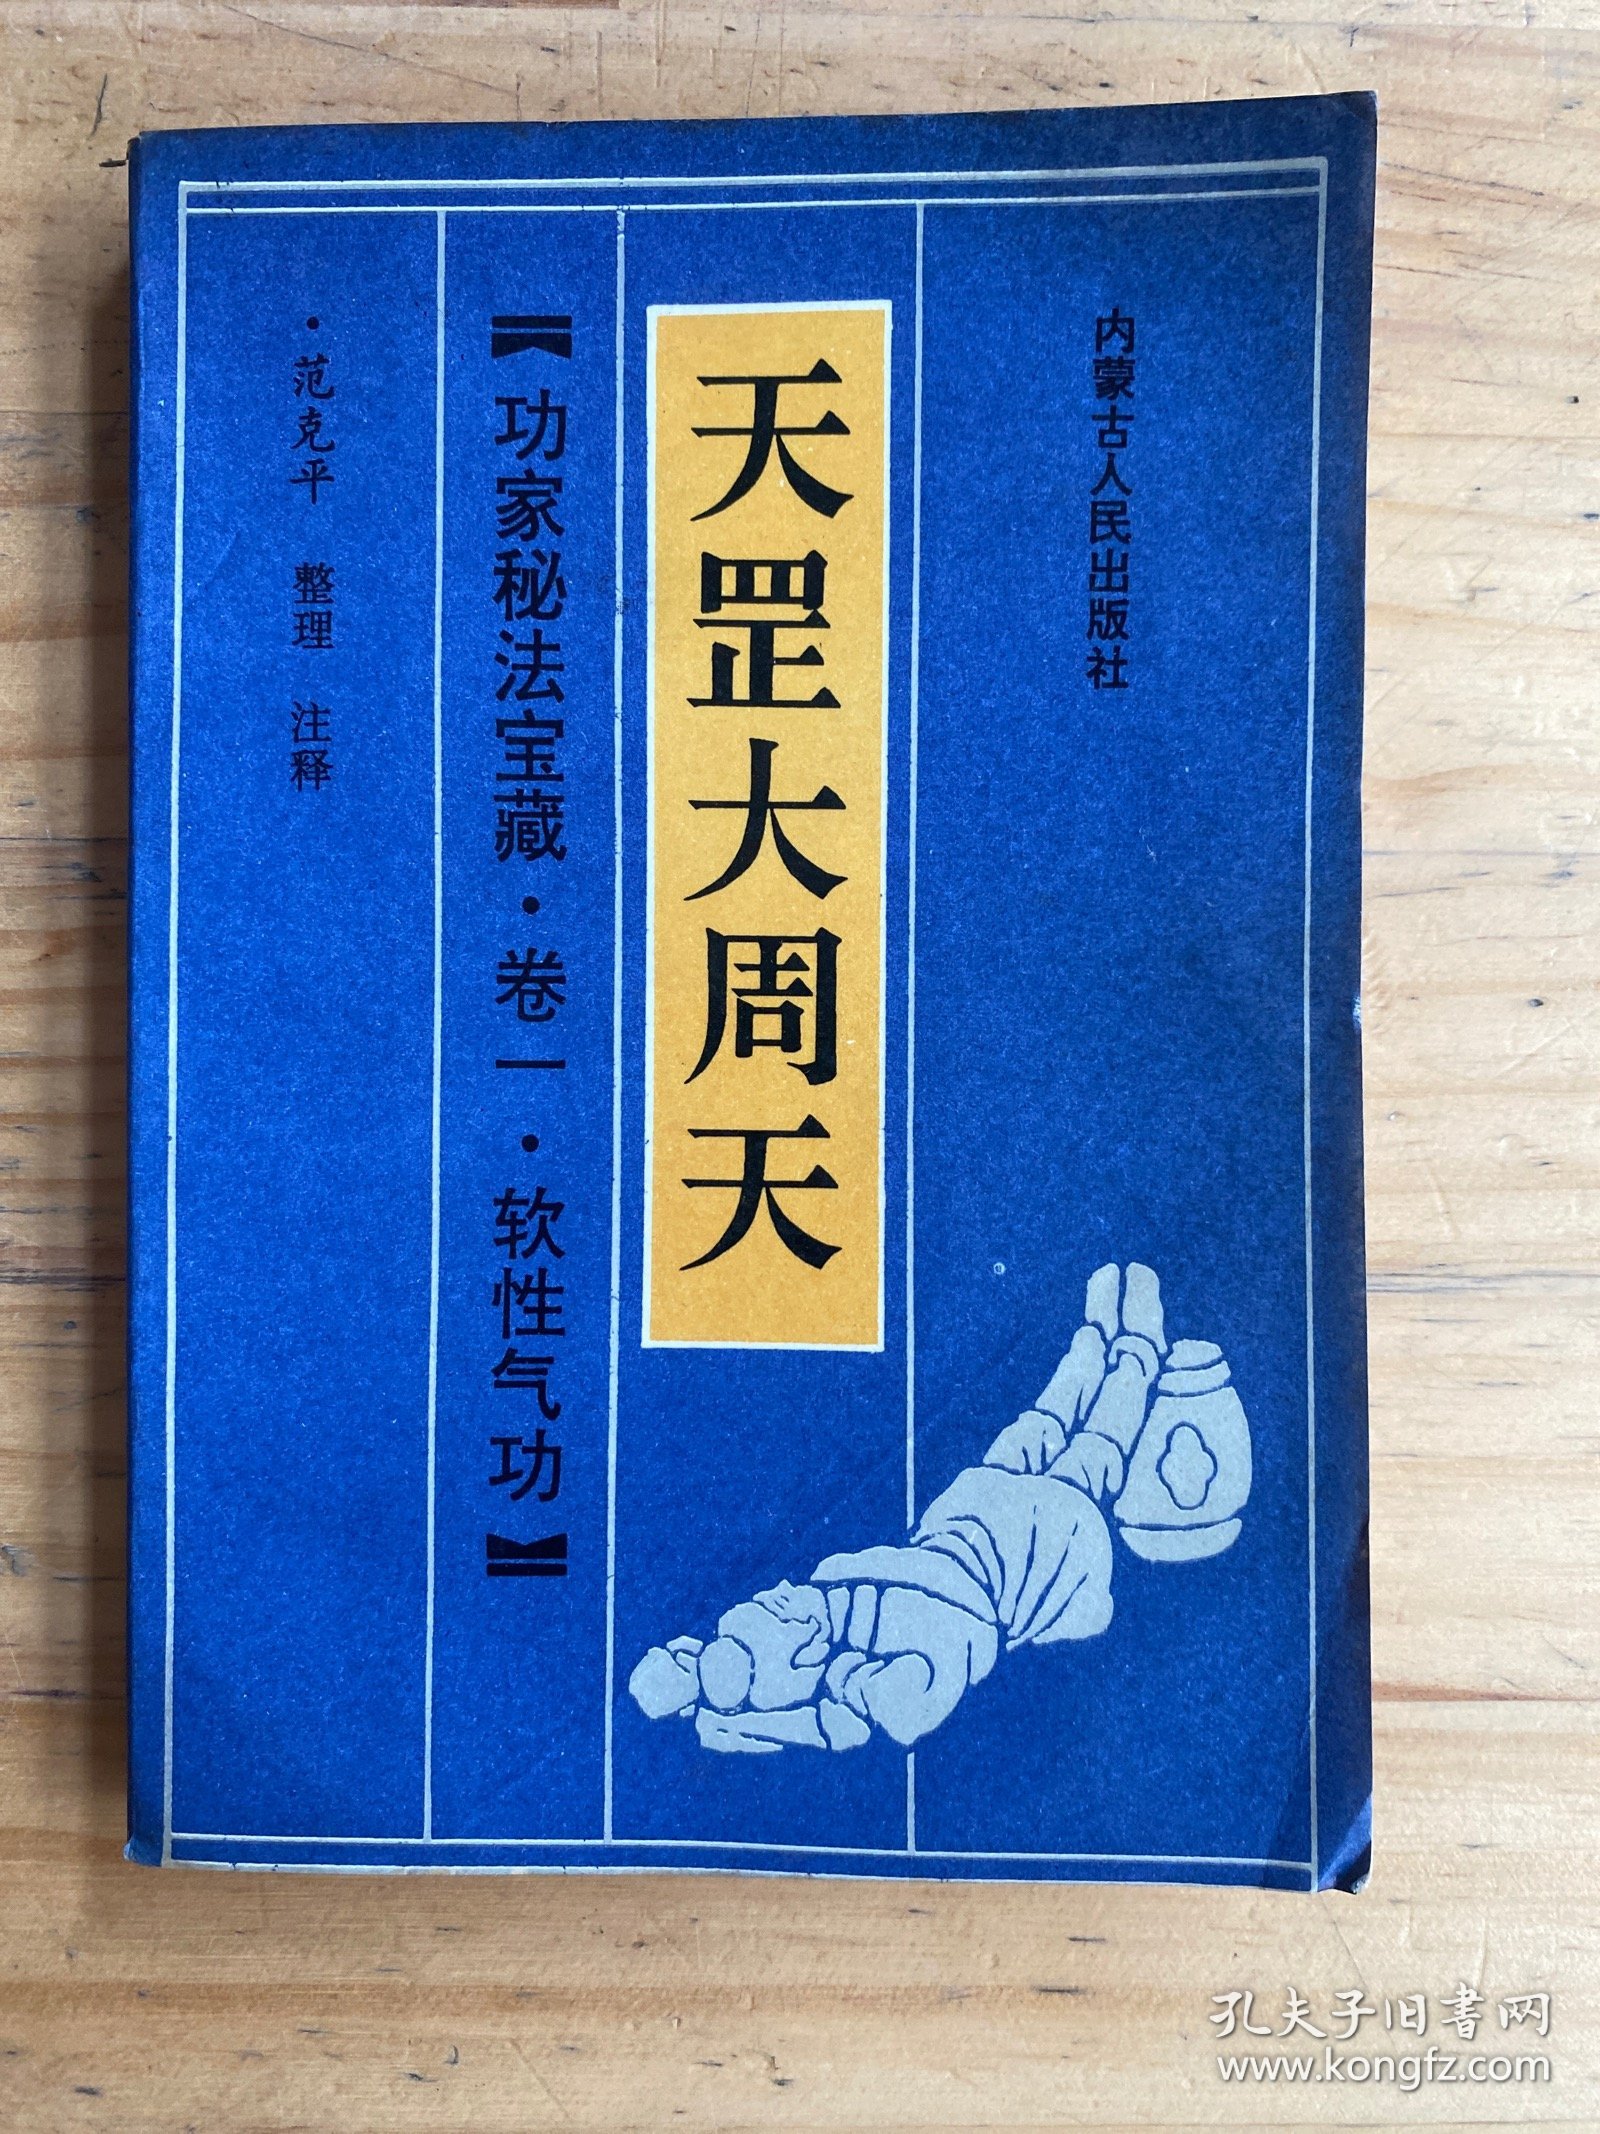 内蒙古人民出版社
天罡大周天
【功家秘法宝藏·卷一·软性气功】
·范克平 整理 注释
孔夫子旧书网
www.kongfz.com